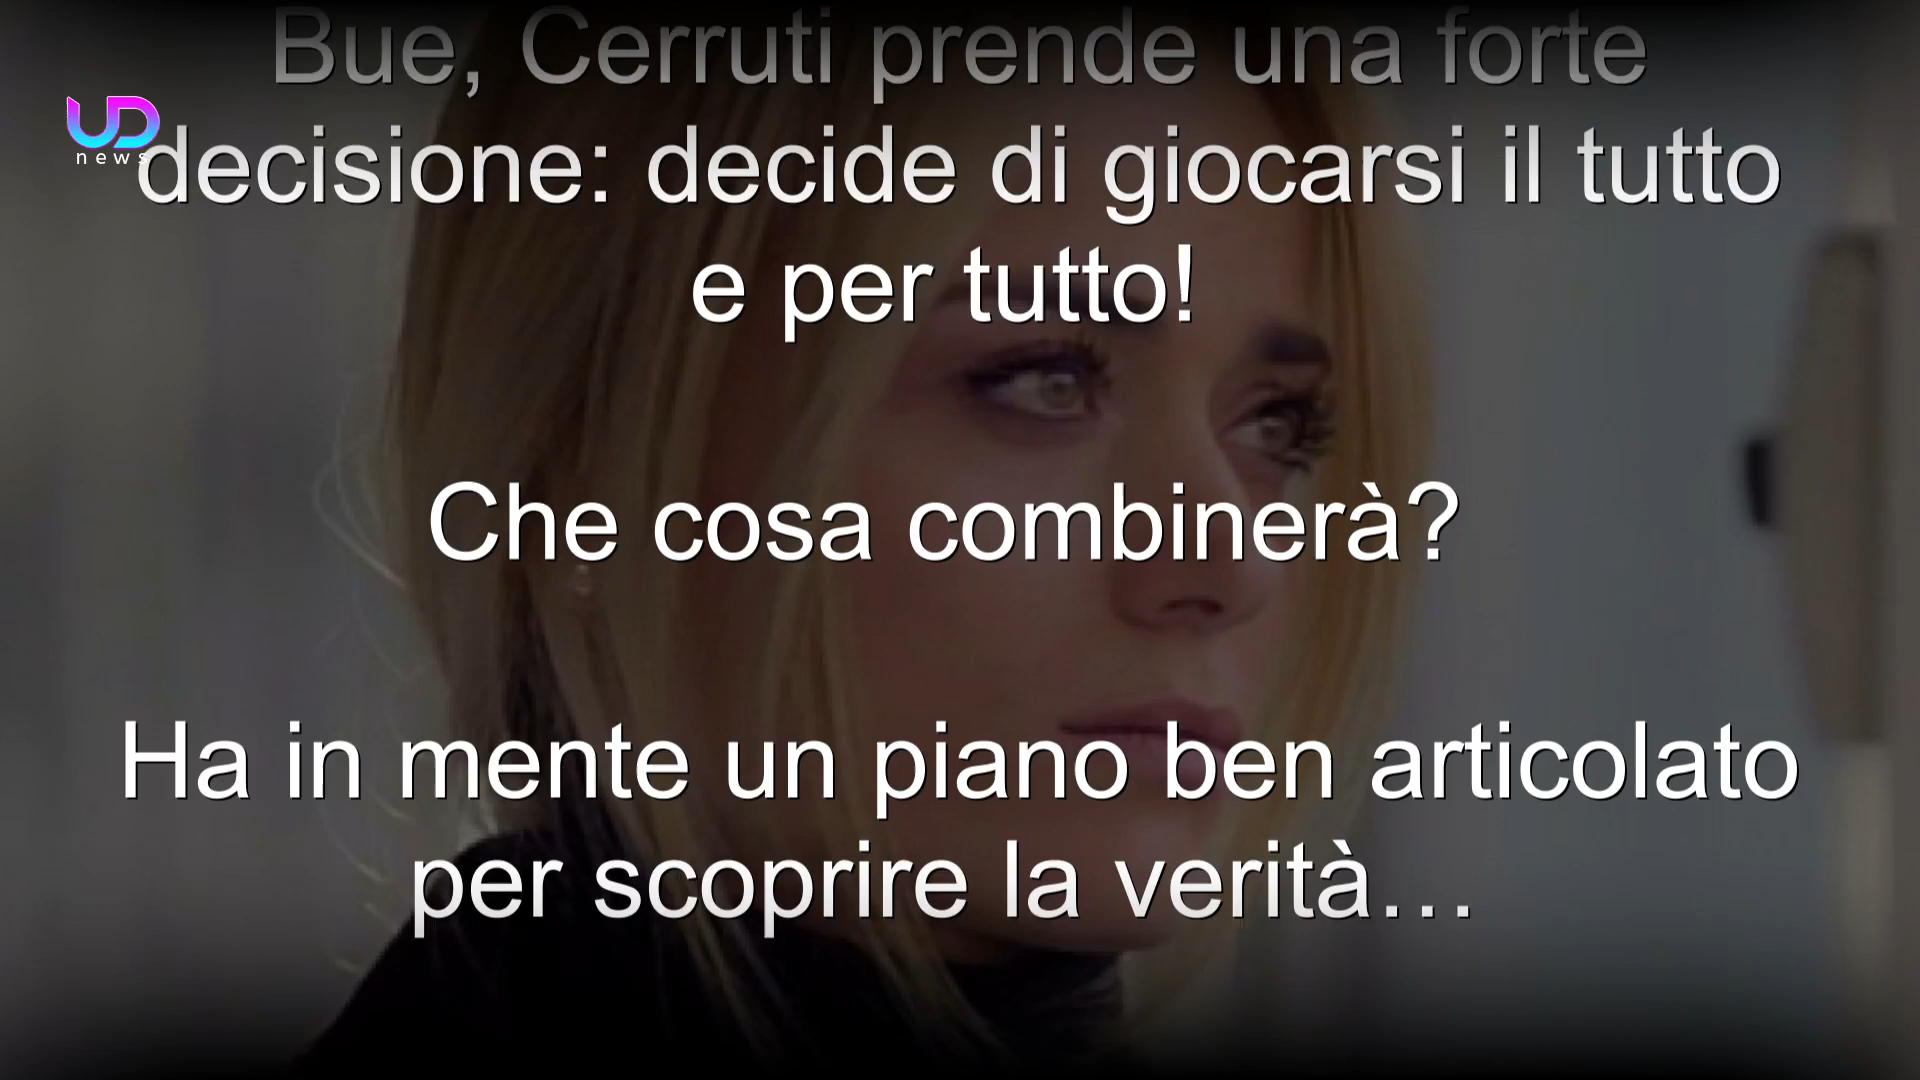 Bue, Cerruti prende una forte
UD
news
decisione: decide di giocarsi il tutto
e per tutto!
Che cosa combinerà?
Ha in mente un piano ben articolato
per scoprire la verità…